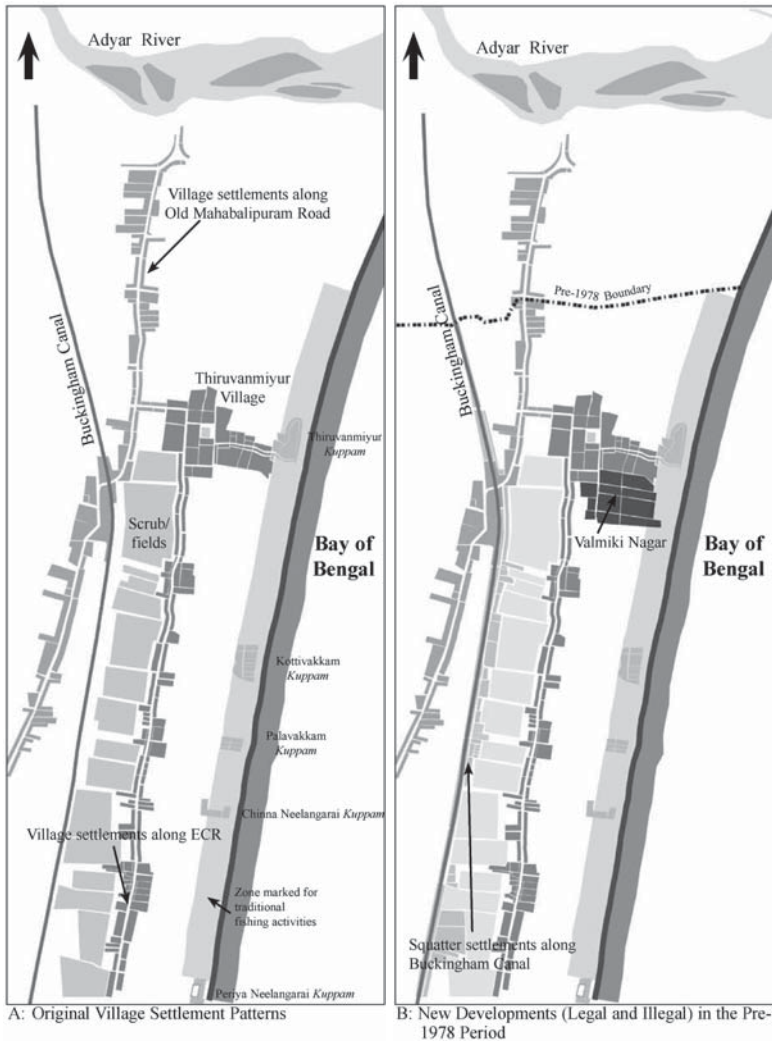 Adyar River
Village settlements along
Old Mahabalipuram Road
Buckingham Canal
Thiruvanmiyur
Village
Thiruvanmiyur
Kuppam
Scrub/
fields
Bay of
Bengal
Kottivakkam
Kuppam
Palavakkam
Kuppam
Chinna Neelangarai Kuppam
Village settlements along ECR
Zone marked for
traditional
fishing activities
Periya Neelangarai Kuppam
A: Original Village Settlement Patterns
Adyar River
Pre-1978 Boundary
Buckingham Canal
Valmiki Nagar
Bay of
Bengal
Squatter settlements along
Buckingham Canal
B: New Developments (Legal and Illegal) in the Pre-
1978 Period